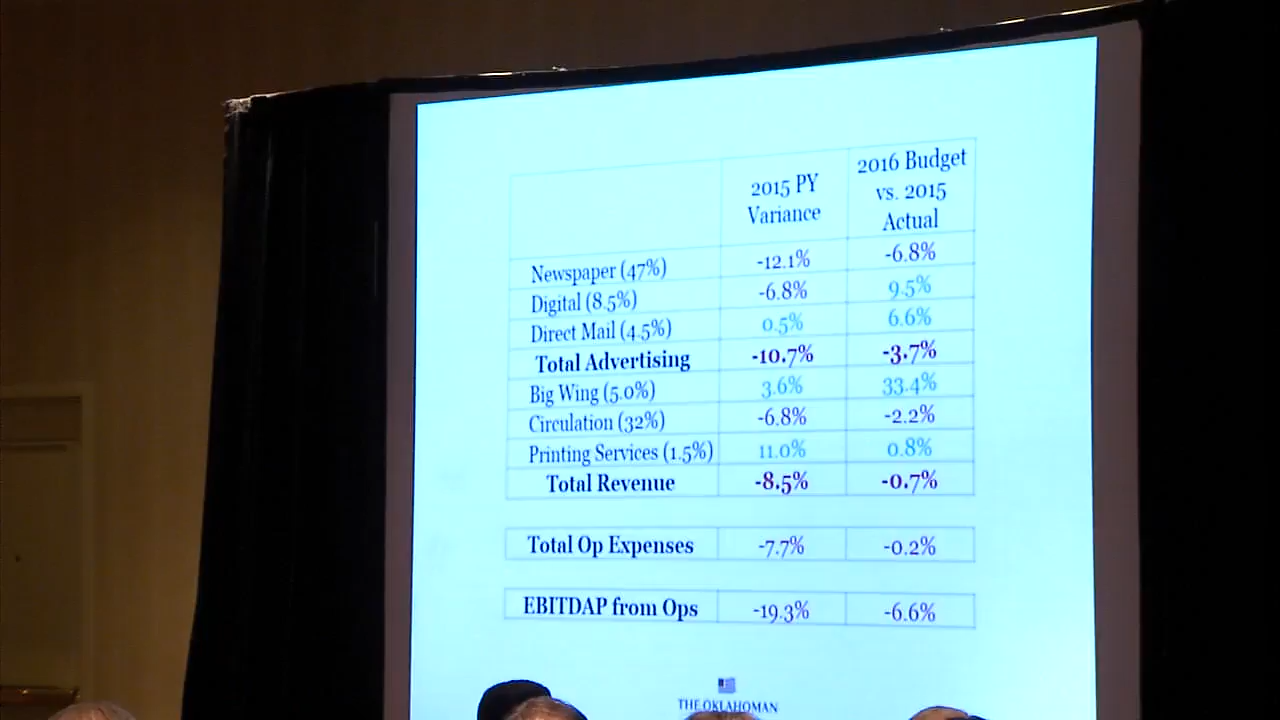 2015 PY
Variance
2016 Budget
vs. 2015
Actual
Newspaper (47%) -12.1% -6.8%
Digital (8.5%) -6.8% 9.5%
Direct Mail (4.5%) 0.5% 6.6%
Total Advertising -10.7% -3.7%
Big Wing (5.0%) 3.6% 33.4%
Circulation (32%) -6.8% -2.2%
Printing Services (1.5%) 11.0% 0.8%
Total Revenue -8.5% -0.7%
Total Op Expenses -7.7% -0.2%
EBITDAP from Ops -19.3% -6.6%
THE OKLAHOMAN